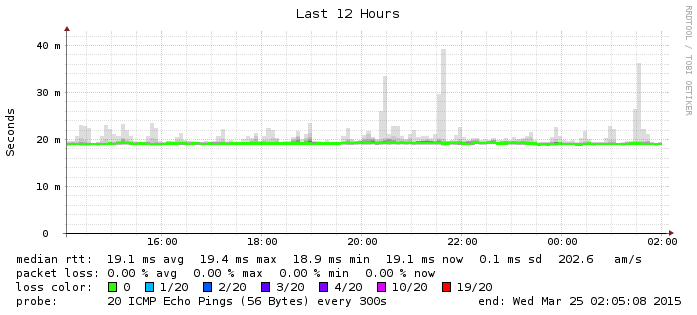 Last 12 Hours
RRDTOOL / TOBI OETIKER
Seconds
40 m
30 m
20 m
10 m
0
16:00 18:00 20:00 22:00 00:00 02:00
median rtt: 19.1 ms avg 19.4 ms max 18.9 ms min 19.1 ms now 0.1 ms sd 202.6 am/s
packet loss: 0.00 % avg 0.00 % max 0.00 % min 0.00 % now
loss color: 0 1/20 2/20 3/20 4/20 10/20 19/20
probe: 20 ICMP Echo Pings (56 Bytes) every 300s end: Wed Mar 25 02:05:08 2015